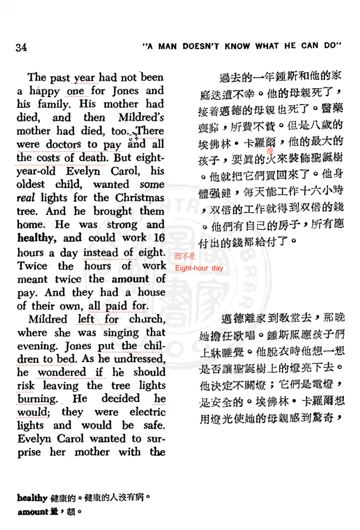 34
"A MAN DOESN'T KNOW WHAT HE CAN DO"
The past year had not been
a happy one for Jones and
his family. His mother had
died, and then Mildred's
mother had died, too. There
were doctors to pay and all
the costs of death. But eight-
year-old Evelyn Carol, his
oldest child, wanted some
real lights for the Christmas
tree. And he brought them
home. He was strong and
healthy, and could work 16
hours a day instead of eight.
Twice the hours of work
meant twice the amount of
pay. And they had a house
of their own, all paid for.
Mildred left for church,
where she was singing that
evening. Jones put the chil-
dren to bed. As he undressed,
he wondered if he should
risk leaving the tree lights
burning. He decided he
would; they were electric
lights and would be safe.
Evelyn Carol wanted to sur-
prise her mother with the
而不是
Eight-hour day
過去的一年鍾斯和他的家
庭迭遭不幸。他的母親死了,
接着邁德的母親也死了。醫藥
喪葬,所費不貲。但是八歲的
埃佛林・卡羅爾,他的最大的
孩子,要真的火來裝飾聖誕樹
。他就把它們買回來了。他身
體強健,每天能工作十六小時
,双倍的工作就得到双倍的錢
。他們有自己的房子,所有應
付出的錢都給付了。
邁德離家到教堂去,那晚
她擔任歌唱。鍾斯照應孩子們
上牀睡覺。他脫衣時他想一想
是否讓聖誕樹上的燈亮下去。
他決定不關燈;它們是電燈,
是安全的。埃佛林・卡羅爾想
用燈光使她的母親感到驚奇,
healthy 健康的。健康的人沒有病。
amount 量,額。